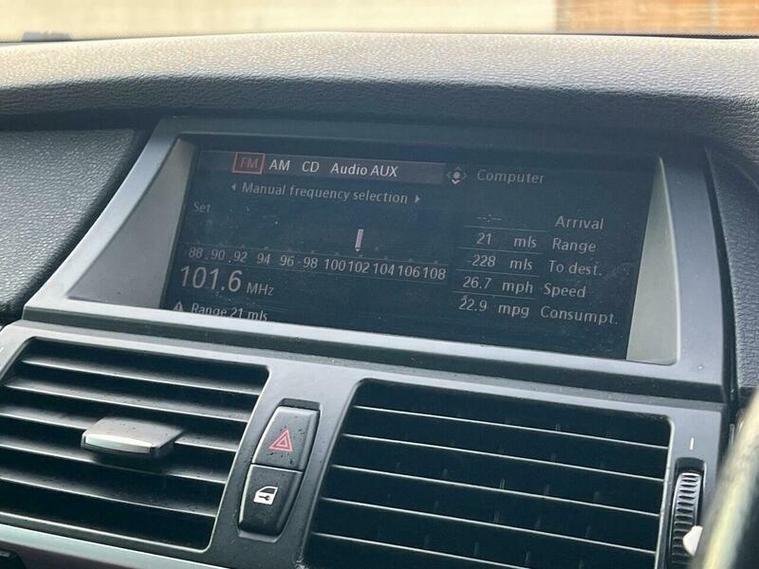 FM AM CD Audio AUX
Manual frequency selection
Set
88 90 92 94 96 98 100 102 104 106 108
101.6 MHz
Range 21 mls
Computer
--:-- Arrival
21 mls Range
-228 mls To dest.
26.7 mph Speed
22.9 mpg Consumpt.